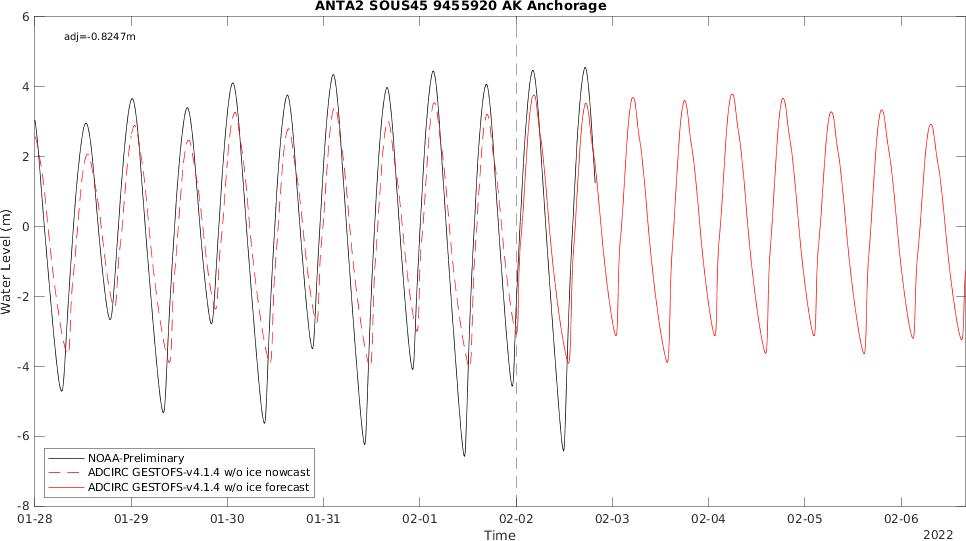 ANTA2 SOUS45 9455920 AK Anchorage
adj=-0.8247m
6
4
2
0
-2
-4
-6
-8
Water Level (m)
NOAA-Preliminary
ADCIRC GESTOFS-v4.1.4 w/o ice nowcast
ADCIRC GESTOFS-v4.1.4 w/o ice forecast
01-28 01-29 01-30 01-31 02-01 02-02 02-03 02-04 02-05 02-06
Time
2022